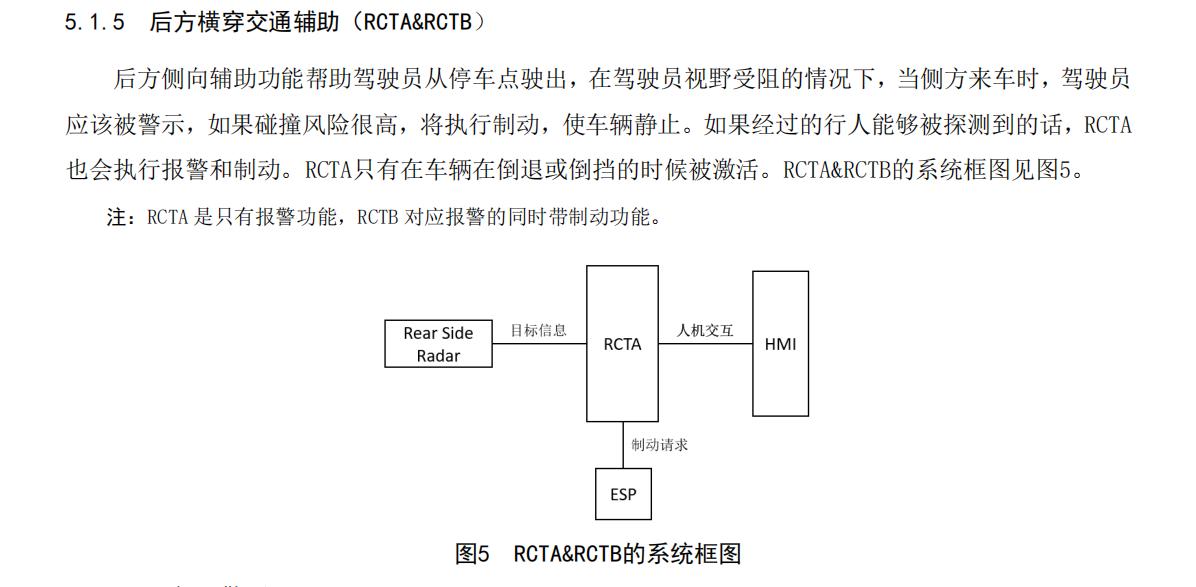 5.1.5 后方横穿交通辅助（RCTA&RCTB）
后方侧向辅助功能帮助驾驶员从停车点驶出，在驾驶员视野受阻的情况下，当侧方来车时，驾驶员
应该被警示，如果碰撞风险很高，将执行制动，使车辆静止。如果经过的行人能够被探测到的话，RCTA
也会执行报警和制动。RCTA只有在车辆在倒退或倒挡的时候被激活。RCTA&RCTB的系统框图见图5。
注：RCTA 是只有报警功能，RCTB 对应报警的同时带制动功能。
Rear Side
Radar
目标信息
RCTA
人机交互
HMI
制动请求
ESP
图5 RCTA&RCTB的系统框图